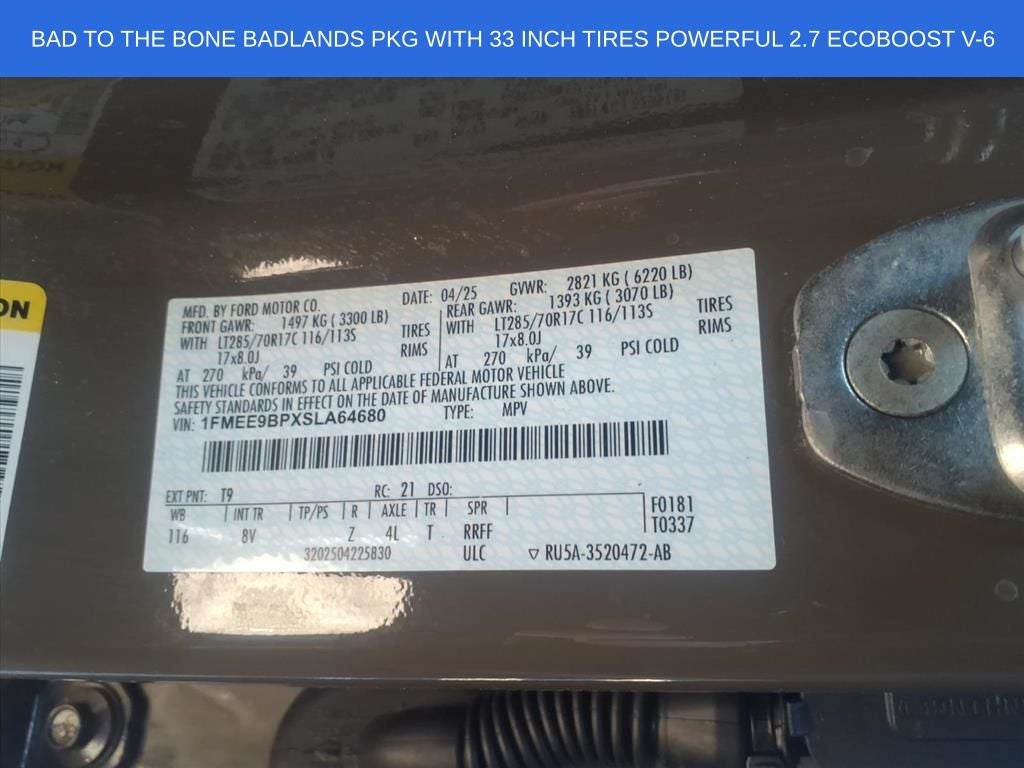 BAD TO THE BONE BADLANDS PKG WITH 33 INCH TIRES POWERFUL 2.7 ECOBOOST V-6
ON
MFD. BY FORD MOTOR CO. DATE: 04/25 GVWR: 2821 KG ( 6220 LB)
FRONT GAWR: 1497 KG ( 3300 LB) REAR GAWR: 1393 KG ( 3070 LB)
WITH LT285/70R17C 116/113S TIRES WITH LT285/70R17C 116/113S TIRES
17x8.0J RIMS 17x8.0J RIMS
AT 270 kPa/ 39 PSI COLD AT 270 kPa/ 39 PSI COLD
THIS VEHICLE CONFORMS TO ALL APPLICABLE FEDERAL MOTOR VEHICLE
SAFETY STANDARDS IN EFFECT ON THE DATE OF MANUFACTURE SHOWN ABOVE.
VIN: 1FMEE9BPXSLA64680 TYPE: MPV
EXT PNT: T9 RC: 21 DSO:
WB INT TR TP/PS R AXLE TR SPR F0181
116 8V Z 4L T RRFF T0337
3202504225830 ULC ▽ RU5A-3520472-AB